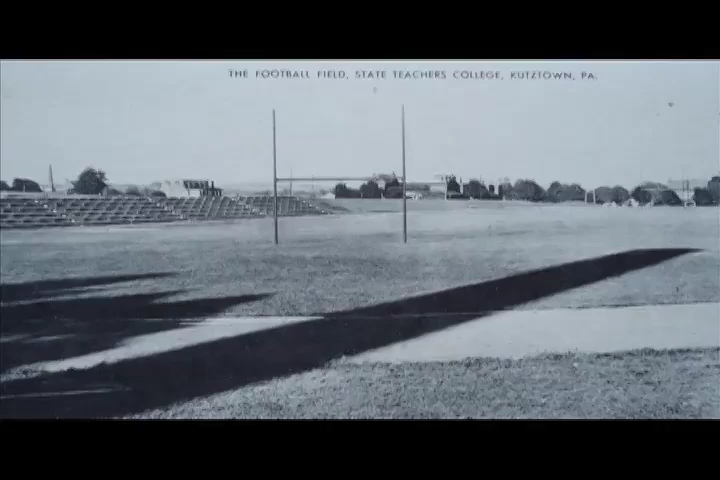 THE FOOTBALL FIELD, STATE TEACHERS COLLEGE, KUTZTOWN, PA.